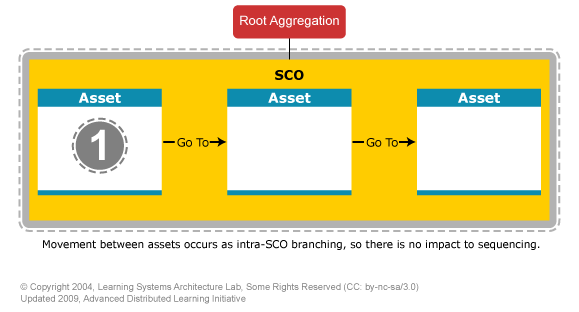 Root Aggregation
SCO
Asset
Asset
Asset
1
Go To
Go To
Movement between assets occurs as intra-SCO branching, so there is no impact to sequencing.
© Copyright 2004, Learning Systems Architecture Lab, Some Rights Reserved (CC: by-nc-sa/3.0)
Updated 2009, Advanced Distributed Learning Initiative